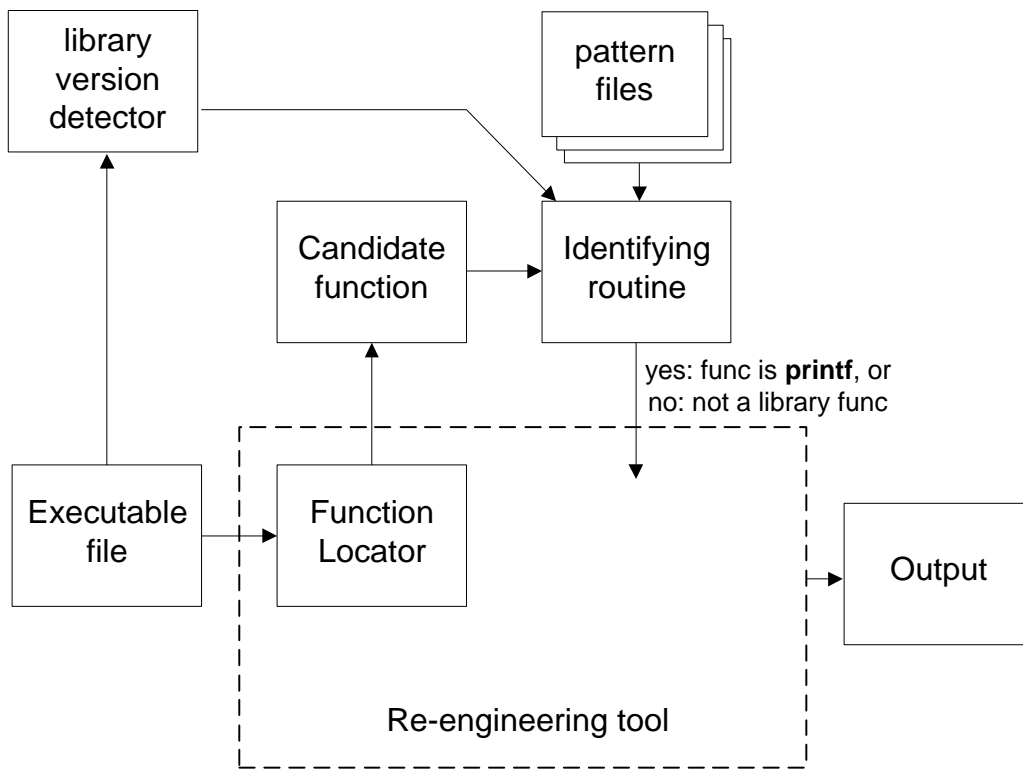 library
version
detector
pattern
files
Candidate
function
Identifying
routine
yes: func is printf, or
no: not a library func
Executable
file
Function
Locator
Output
Re-engineering tool